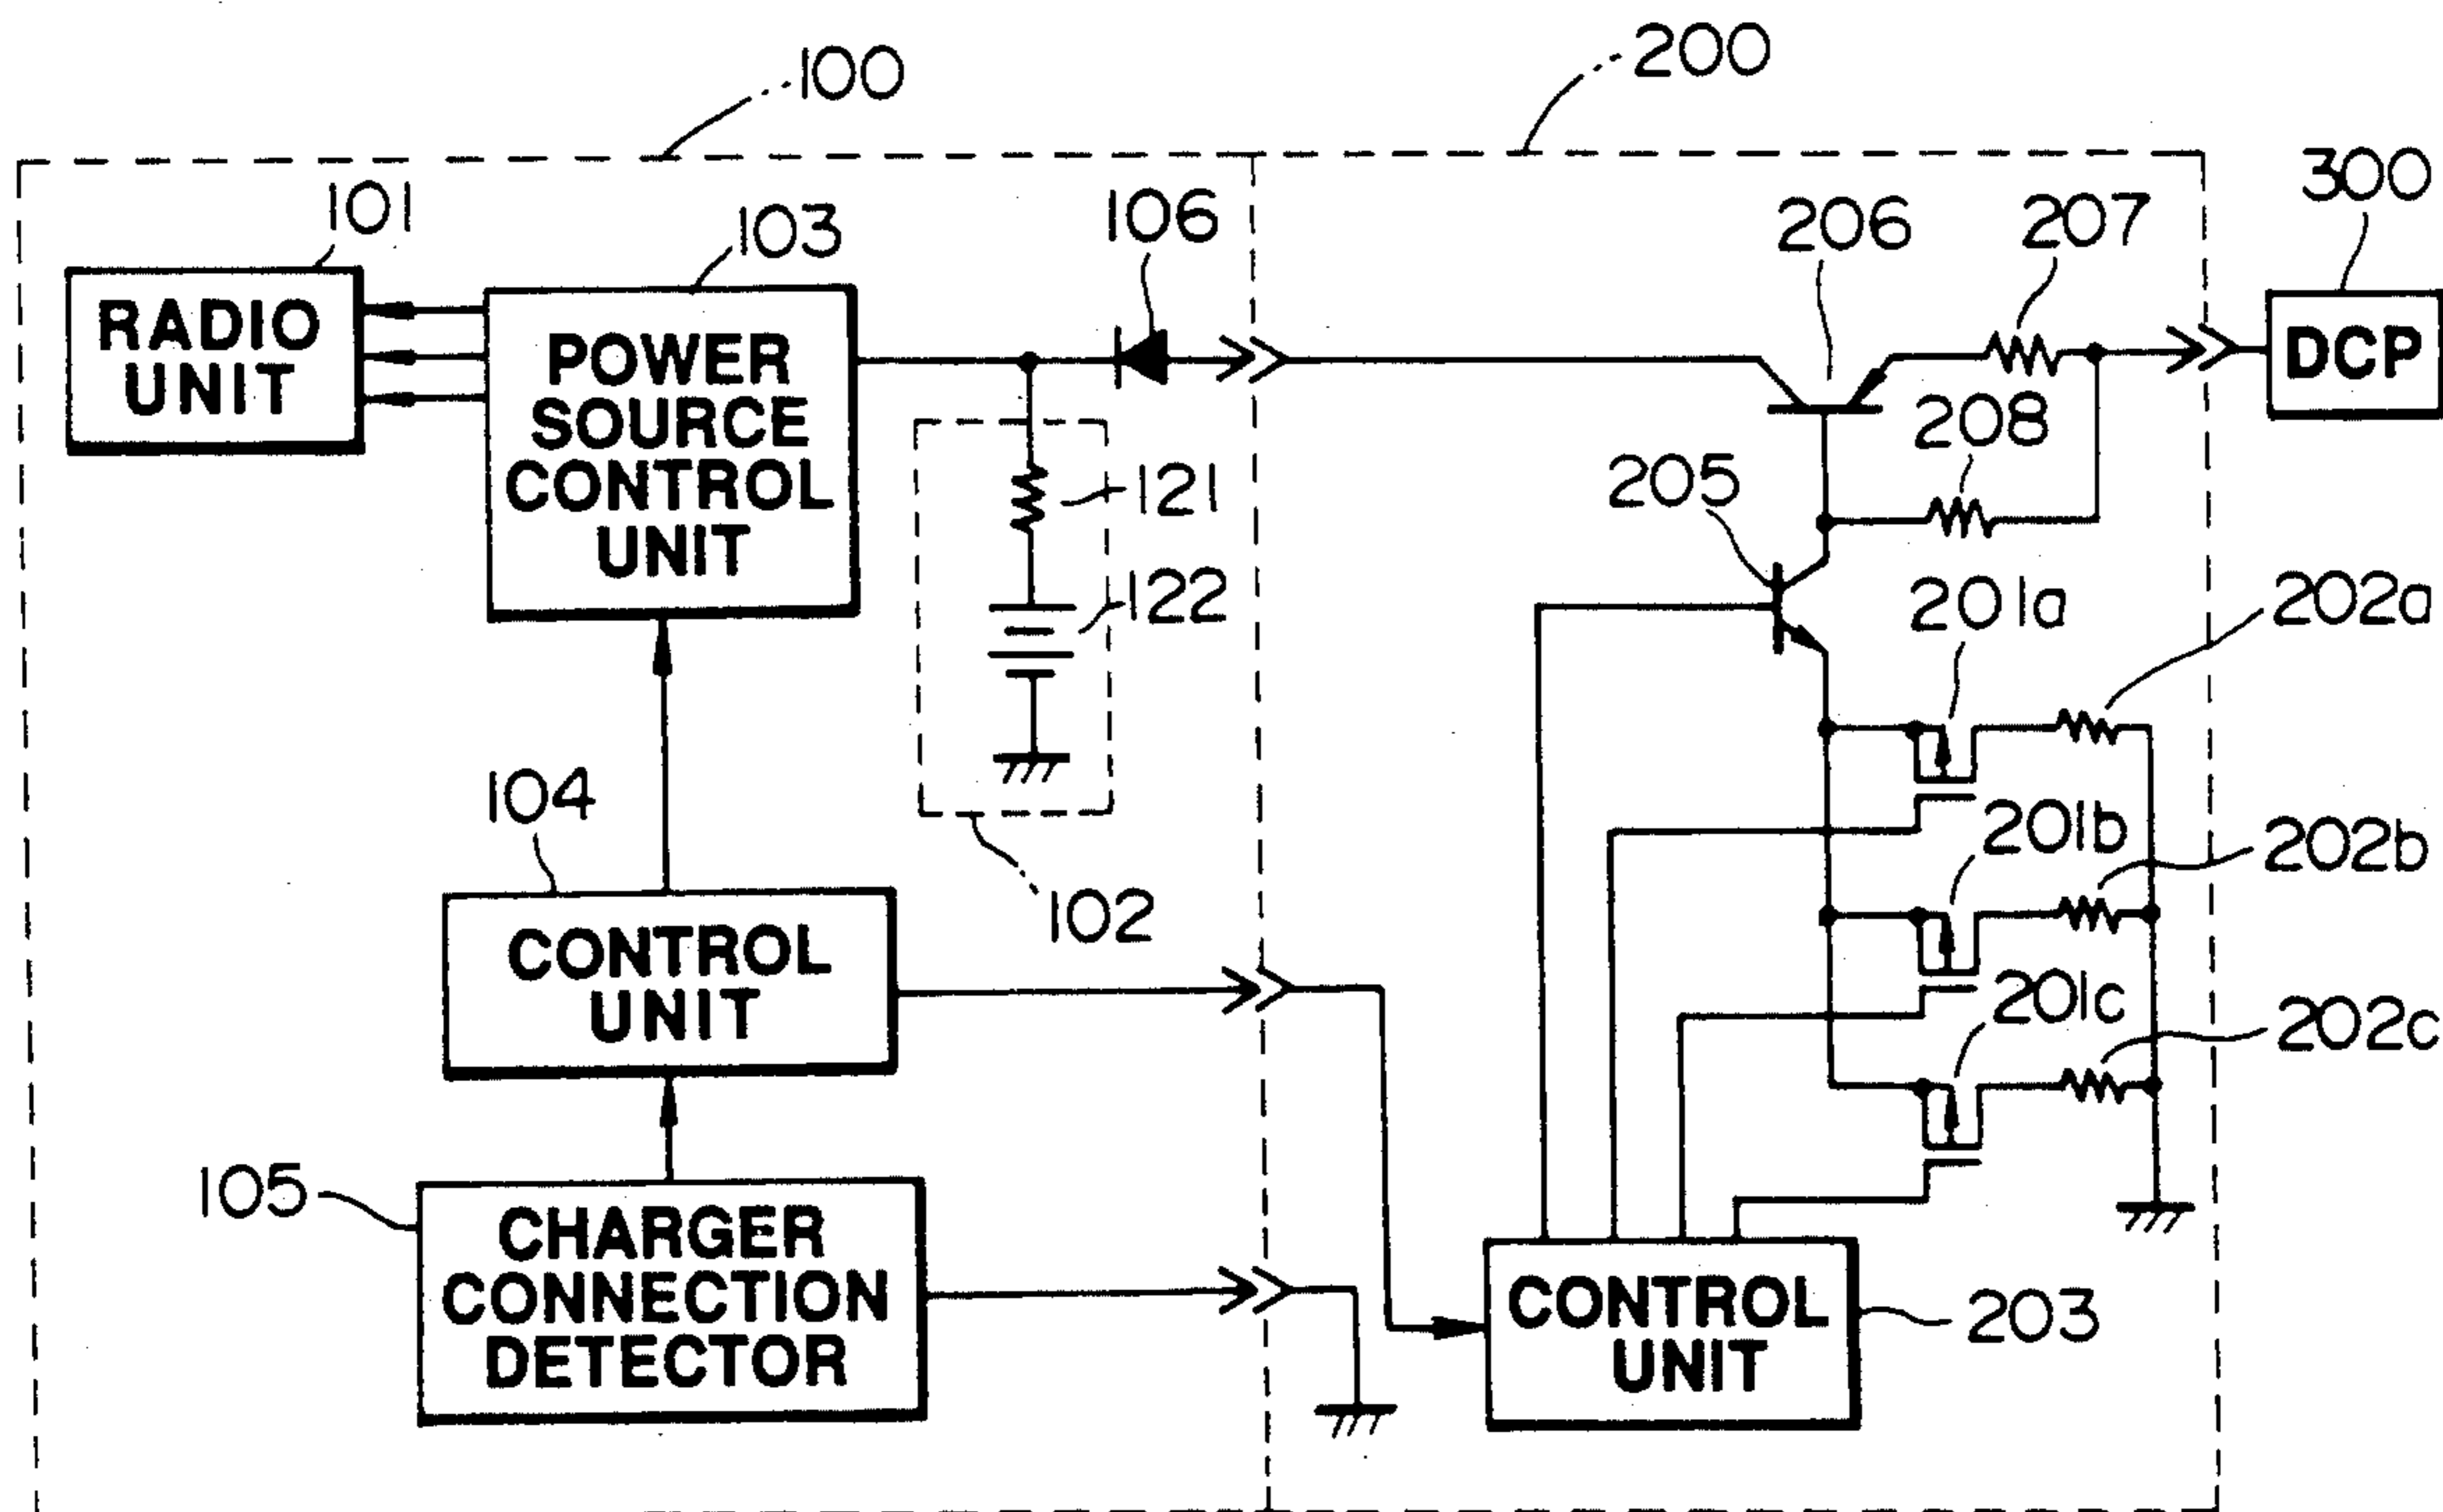 100
200
101
103
106
206
207
300
RADIO
UNIT
POWER
SOURCE
CONTROL
UNIT
DCP
208
205
121
122
201a
202a
104
102
201b
202b
CONTROL
UNIT
201c
202c
105
CHARGER
CONNECTION
DETECTOR
CONTROL
UNIT
203